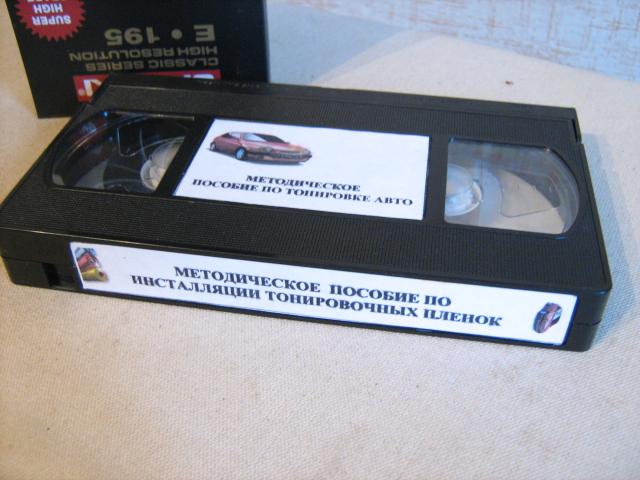 SUPER
HIGH
E • 195
HIGH RESOLUTION
CLASSIC SERIES
МЕТОДИЧЕСКОЕ
ПОСОБИЕ ПО ТОНИРОВКЕ АВТО
МЕТОДИЧЕСКОЕ ПОСОБИЕ ПО
ИНСТАЛЛЯЦИИ ТОНИРОВОЧНЫХ ПЛЕНОК